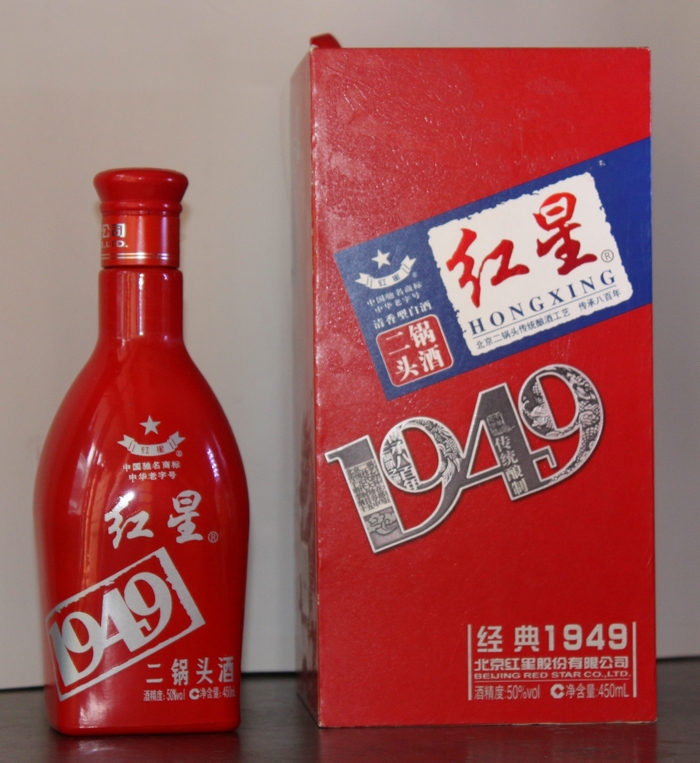 公司
LTD.
红星
中国驰名商标
中华老字号
红星®
1949
二锅头酒
酒精度:50%vol 净含量:450mL
红星
中国驰名商标
中华老字号
清香型白酒
二锅
头酒
红星®
HONGXING
北京二锅头传统酿酒工艺 传承八百年
1949
传统酿制
经典1949
北京红星股份有限公司
BEIJING RED STAR CO.,LTD.
酒精度:50%vol 净含量:450mL